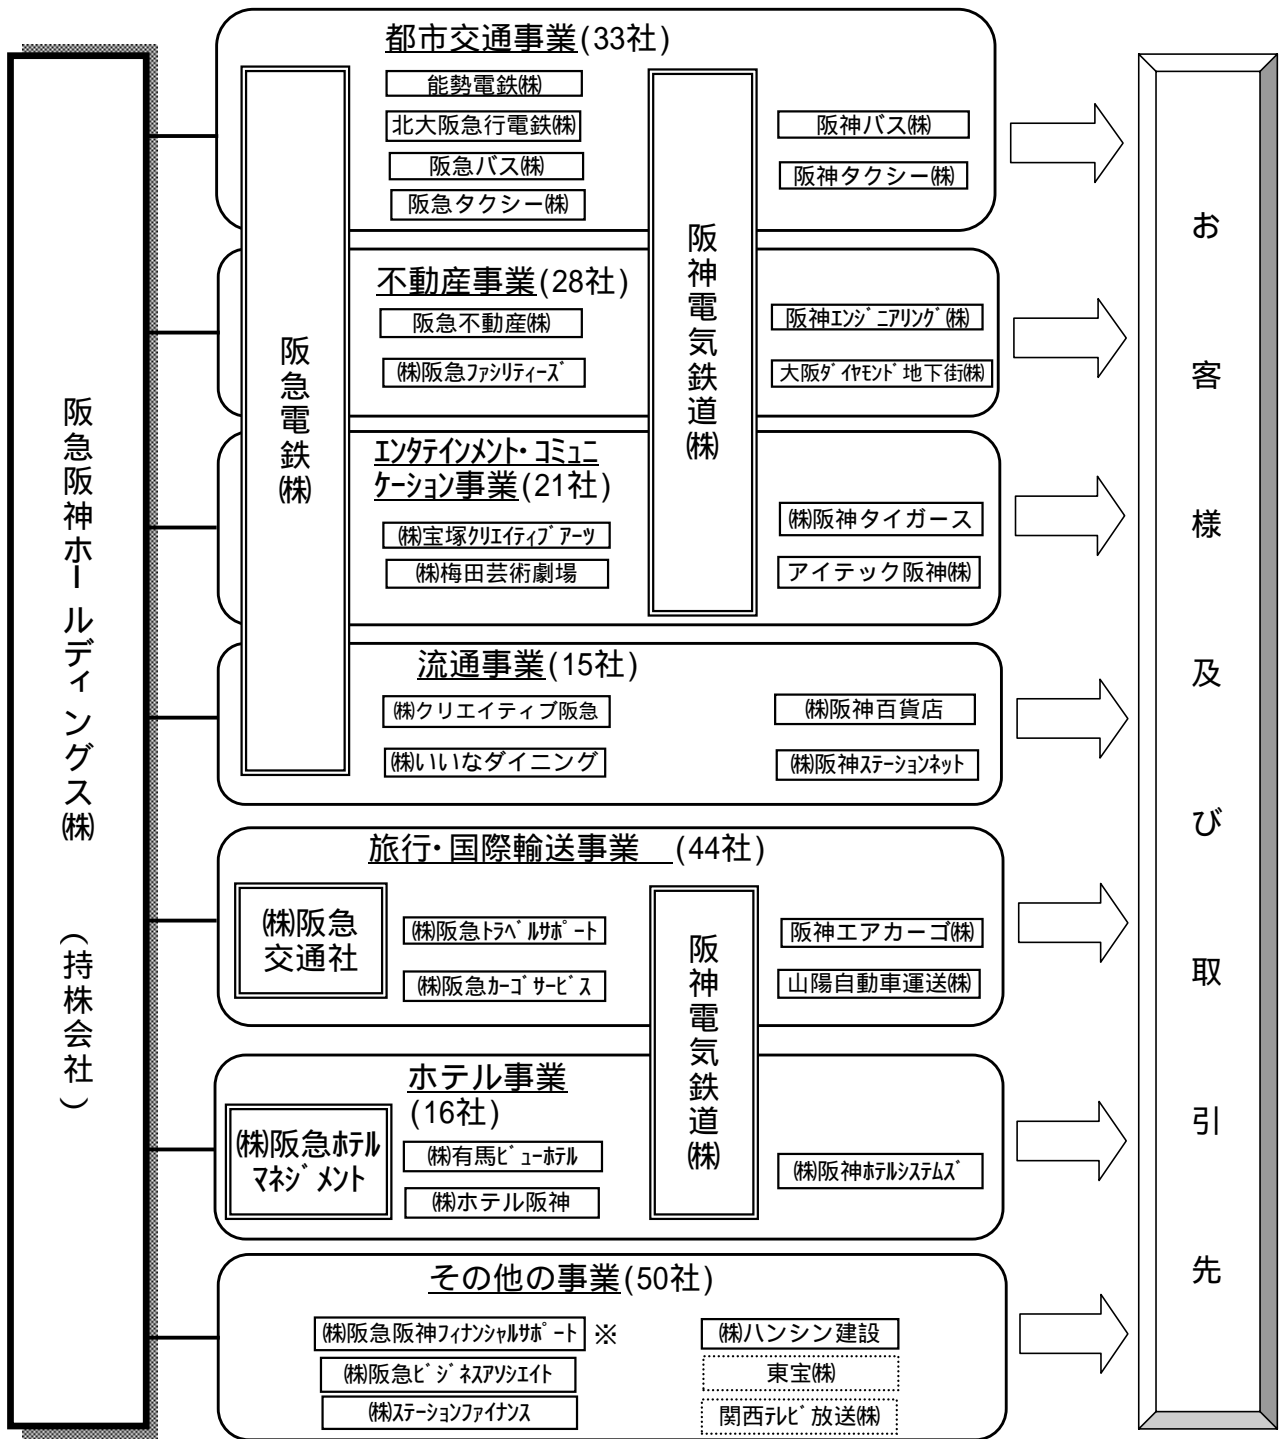 阪急阪神ホールディングス㈱　（持株会社）
都市交通事業(33社)
能勢電鉄㈱
北大阪急行電鉄㈱
阪急バス㈱
阪急タクシー㈱
阪神バス㈱
阪神タクシー㈱
阪急電鉄㈱
阪神電気鉄道㈱
不動産事業(28社)
阪急不動産㈱
㈱阪急ﾌｧｼﾘﾃｨｰｽﾞ
阪神ｴﾝｼﾞﾆｱﾘﾝｸﾞ㈱
大阪ﾀﾞｲﾔﾓﾝﾄﾞ地下街㈱
ｴﾝﾀﾃｲﾝﾒﾝﾄ・ｺﾐｭﾆ
ｹｰｼｮﾝ事業(21社)
㈱宝塚ｸﾘｴｲﾃｨﾌﾞｱｰﾂ
㈱梅田芸術劇場
㈱阪神タイガース
アイテック阪神㈱
流通事業(15社)
㈱クリエイティブ阪急
㈱いいなダイニング
㈱阪神百貨店
㈱阪神ｽﾃｰｼｮﾝﾈｯﾄ
旅行・国際輸送事業　(44社)
㈱阪急
交通社
㈱阪急ﾄﾗﾍﾞﾙｻﾎﾟｰﾄ
㈱阪急ｶｰｺﾞｻｰﾋﾞｽ
阪神電気鉄道㈱
阪神エアカーゴ㈱
山陽自動車運送㈱
ホテル事業
(16社)
㈱阪急ﾎﾃﾙ
ﾏﾈｼﾞﾒﾝﾄ
㈱有馬ﾋﾞｭｰﾎﾃﾙ
㈱ホテル阪神
㈱阪神ﾎﾃﾙｼｽﾃﾑｽﾞ
その他の事業(50社)
㈱阪急阪神ﾌｨﾅﾝｼｬﾙｻﾎﾟｰﾄ ※
㈱阪急ﾋﾞｼﾞﾈｽｱｿｼｴｲﾄ
㈱ｽﾃｰｼｮﾝﾌｧｲﾅﾝｽ
㈱ハンシン建設
東宝㈱
関西ﾃﾚﾋﾞ放送㈱
お客様及び取引先